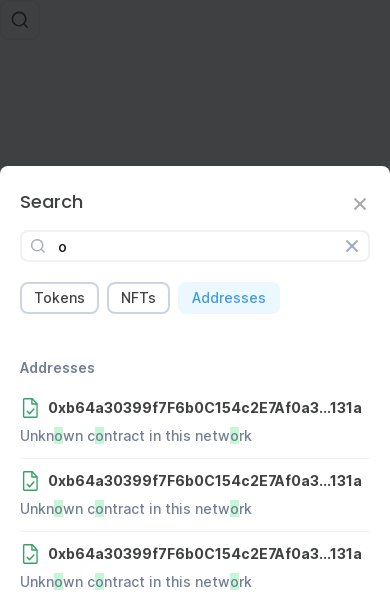 Search
o
Tokens NFTs Addresses
Addresses
0xb64a30399f7F6b0C154c2E7Af0a3...131a
Unknown contract in this network
0xb64a30399f7F6b0C154c2E7Af0a3...131a
Unknown contract in this network
0xb64a30399f7F6b0C154c2E7Af0a3...131a
Unknown contract in this network